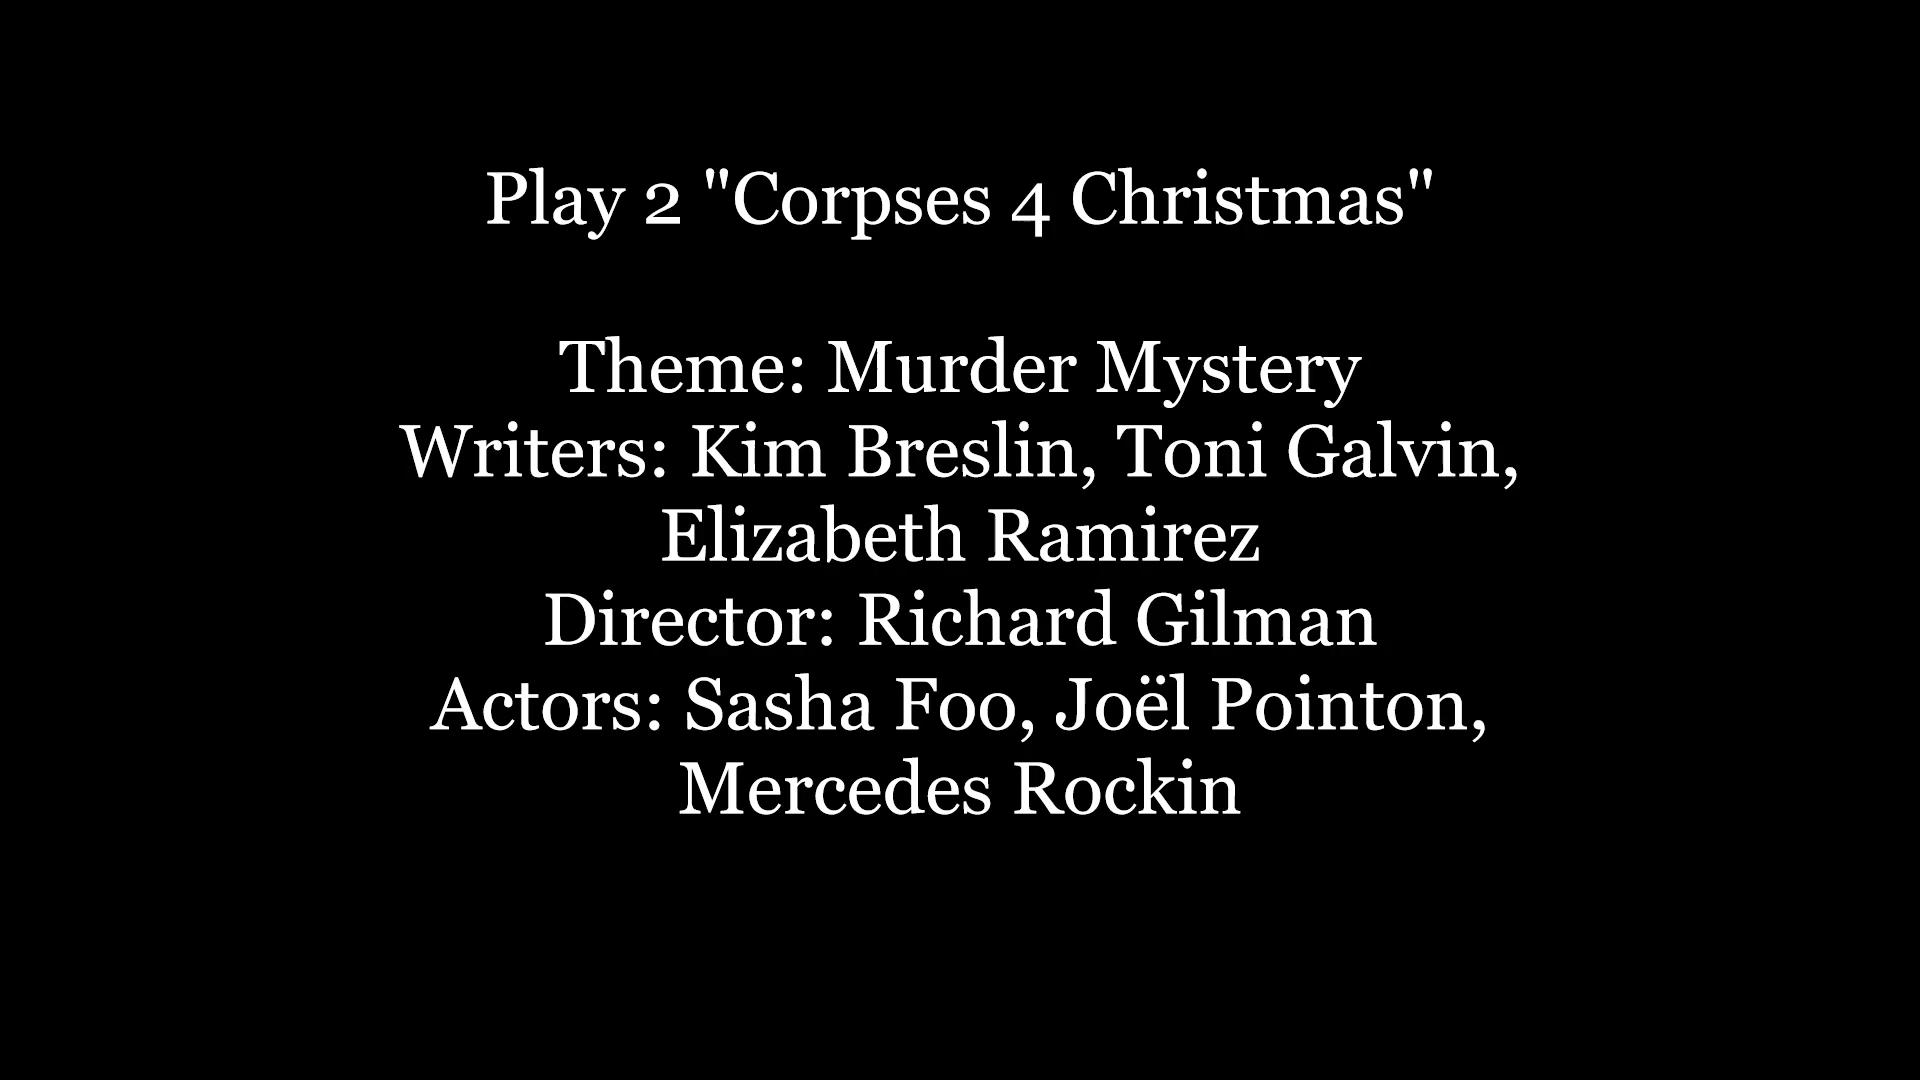 Play 2 "Corpses 4 Christmas"
Theme: Murder Mystery
Writers: Kim Breslin, Toni Galvin,
Elizabeth Ramirez
Director: Richard Gilman
Actors: Sasha Foo, Joël Pointon,
Mercedes Rockin